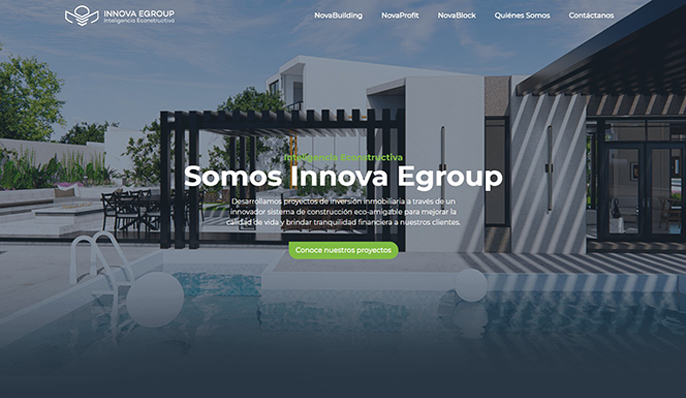 INNOVA EGROUP
Inteligencia Econstructiva
NovaBuilding
NovaProfit
NovaBlock
Quiénes Somos
Contáctanos
Inteligencia Econstructiva
Somos Innova Egroup
Desarrollamos proyectos de inversión inmobiliaria a través de un
innovador sistema de construcción eco-amigable para mejorar la
calidad de vida y brindar tranquilidad financiera a nuestros clientes.
Conoce nuestros proyectos